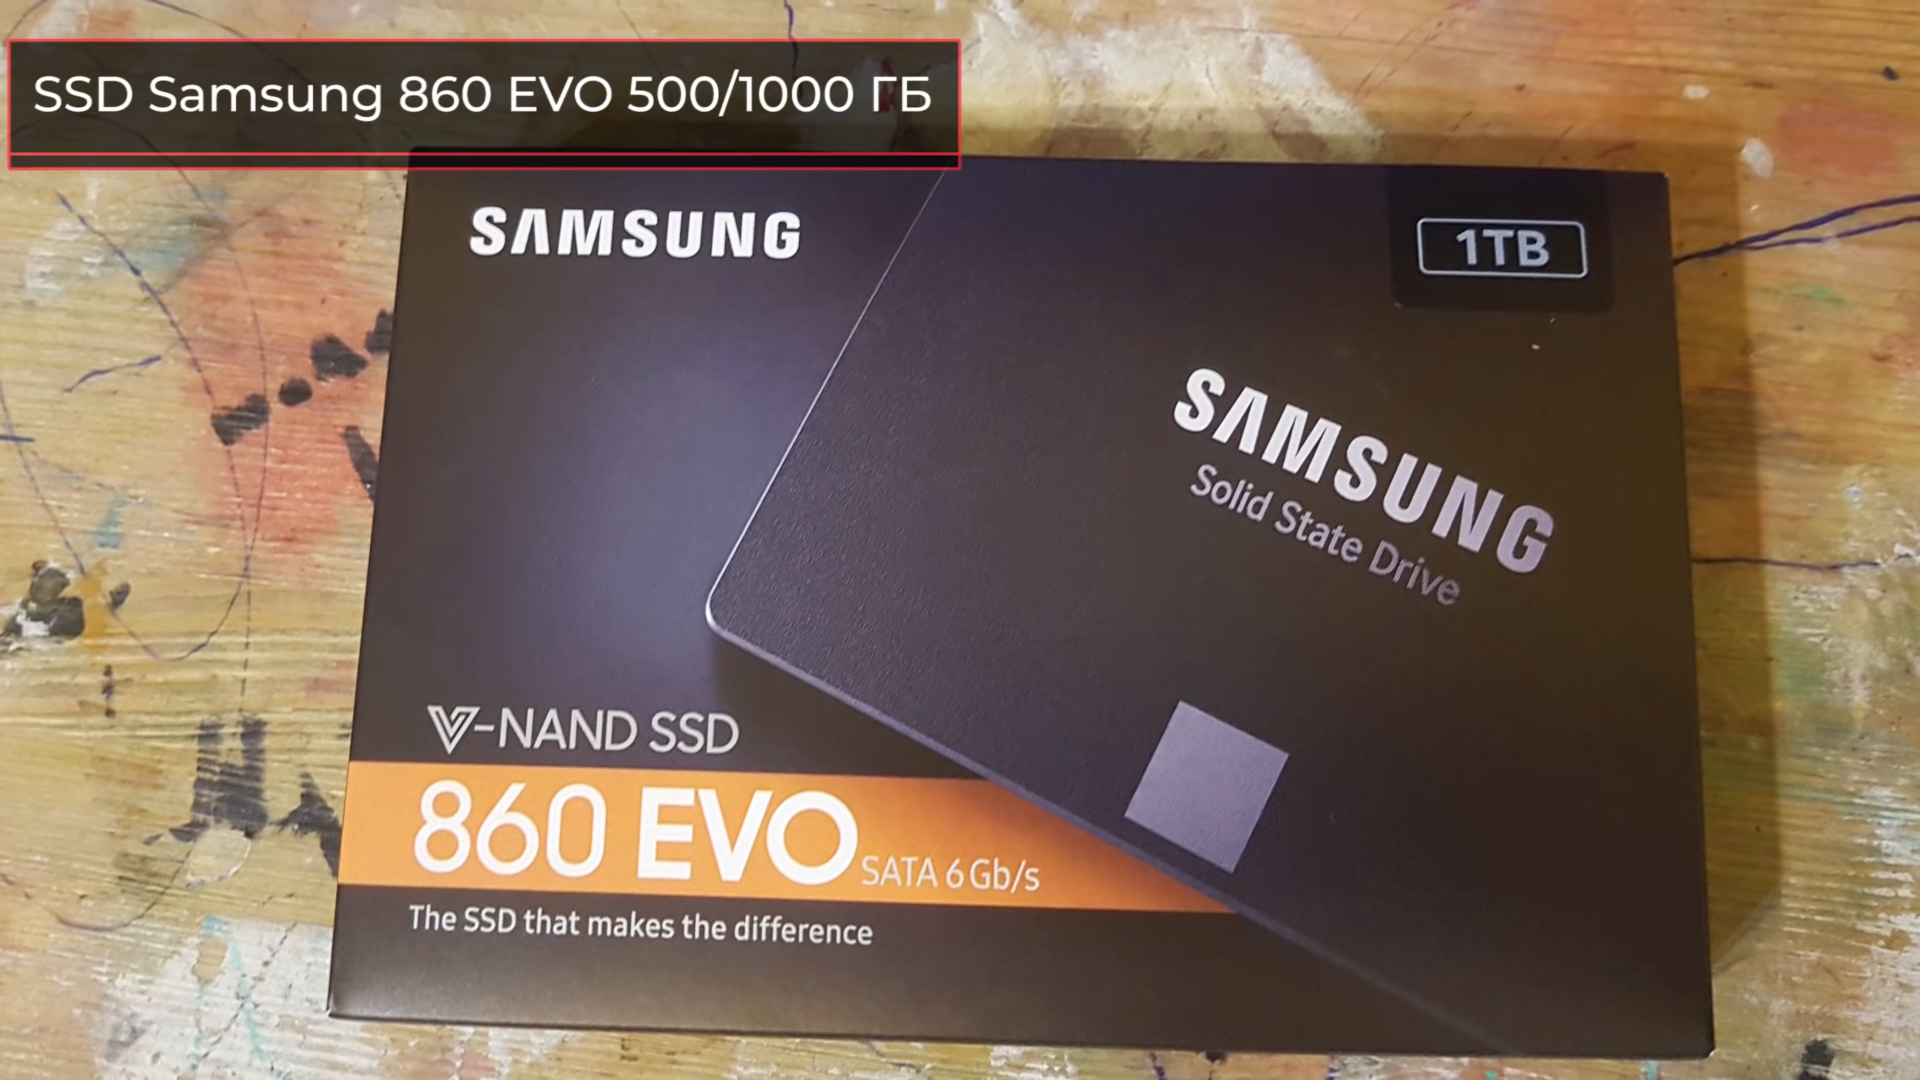 SSD Samsung 860 EVO 500/1000 ГБ
SAMSUNG
1TB
SAMSUNG
Solid State Drive
V-NAND SSD
860 EVO SATA 6 Gb/s
The SSD that makes the difference